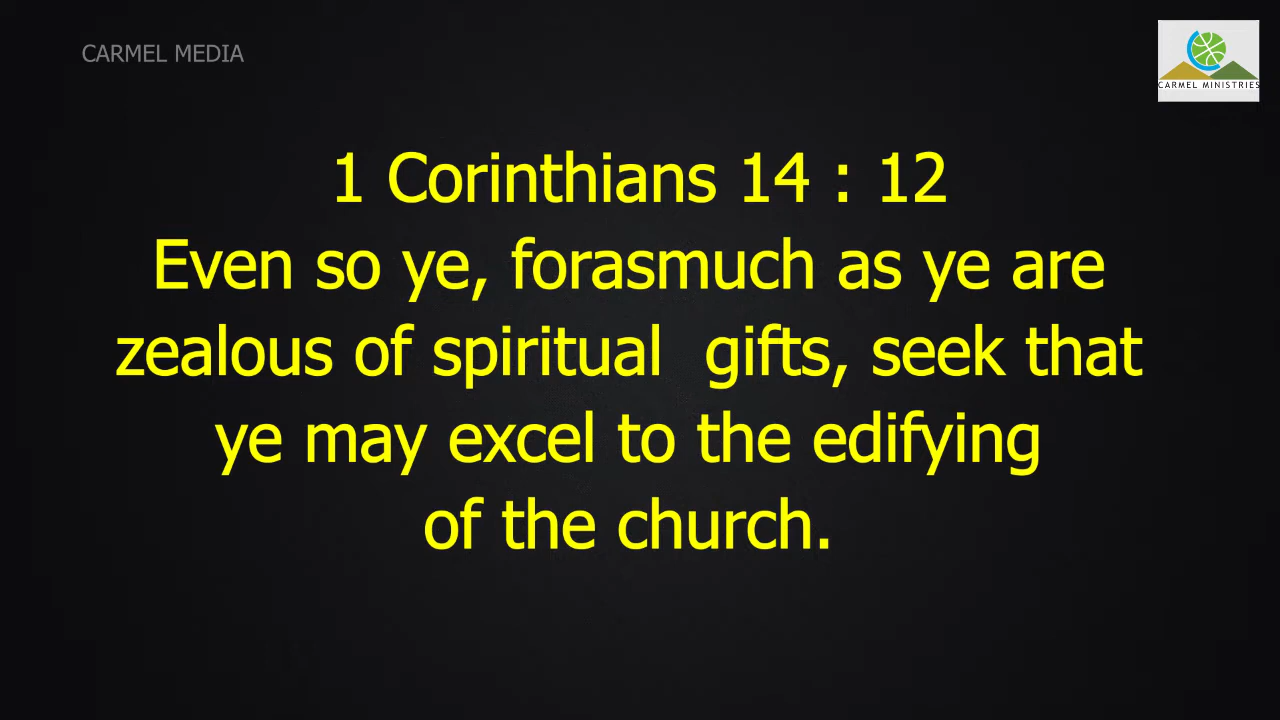 CARMEL MEDIA
CARMEL MINISTRIES
1 Corinthians 14 : 12
Even so ye, forasmuch as ye are
zealous of spiritual  gifts, seek that
ye may excel to the edifying
of the church.